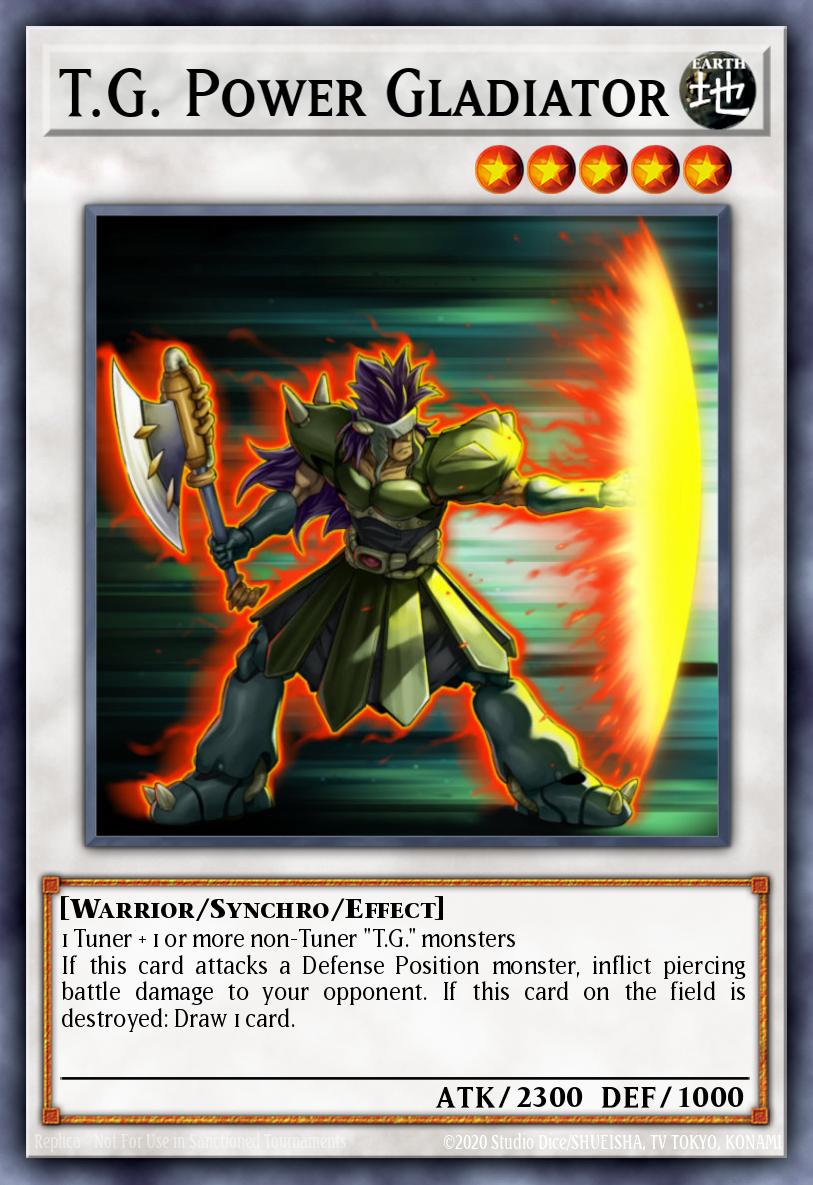 T.G. Power Gladiator
EARTH
地
[Warrior/Synchro/Effect]
1 Tuner + 1 or more non-Tuner "T.G." monsters
If this card attacks a Defense Position monster, inflict piercing
battle damage to your opponent. If this card on the field is
destroyed: Draw 1 card.
ATK/2300 DEF/1000
Replica - Not For Use in Sanctioned Tournaments
©2020 Studio Dice/SHUEISHA, TV TOKYO, KONAMI